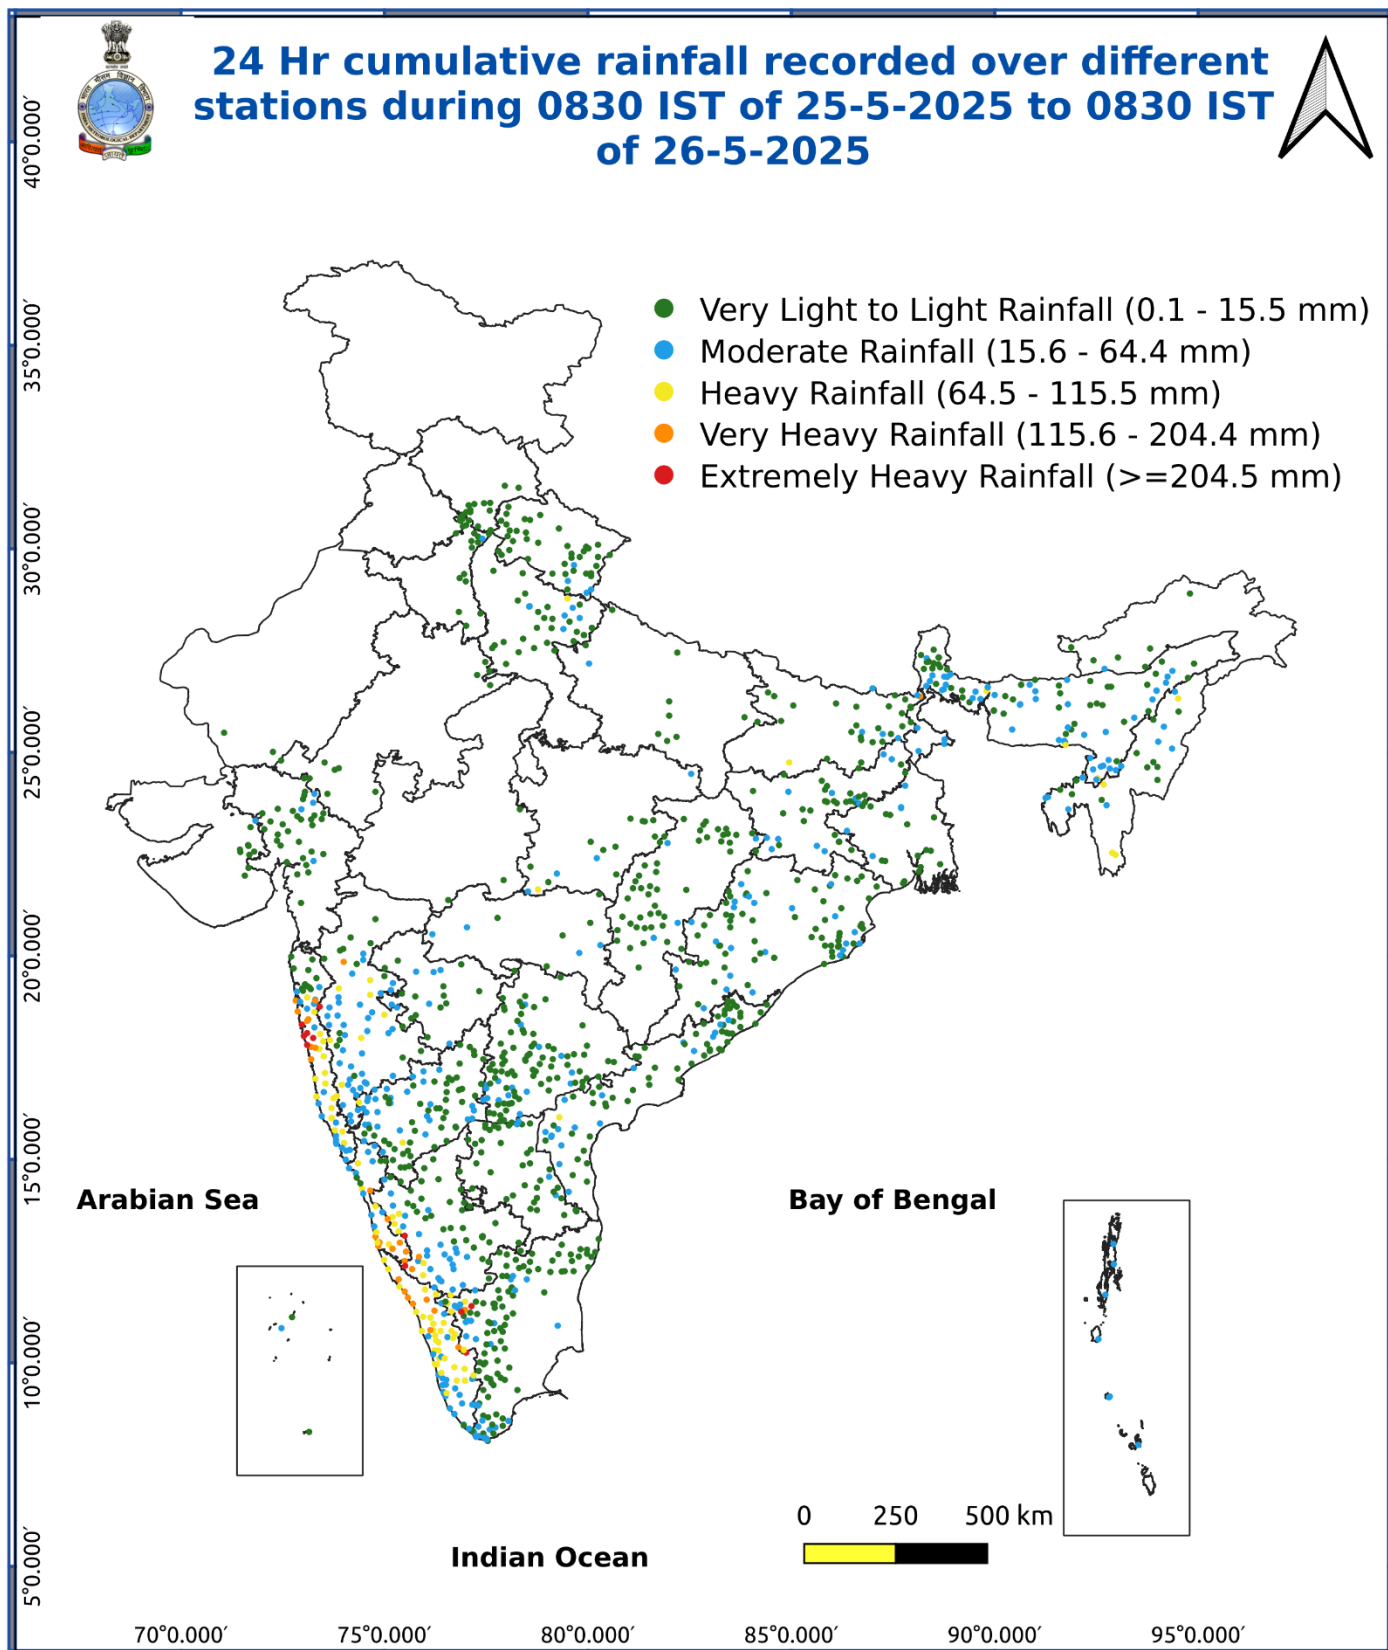 24 Hr cumulative rainfall recorded over different
stations during 0830 IST of 25-5-2025 to 0830 IST
of 26-5-2025
40°0.000′
35°0.000′
30°0.000′
25°0.000′
20°0.000′
15°0.000′
10°0.000′
5°0.000′
Very Light to Light Rainfall (0.1 - 15.5 mm)
Moderate Rainfall (15.6 - 64.4 mm)
Heavy Rainfall (64.5 - 115.5 mm)
Very Heavy Rainfall (115.6 - 204.4 mm)
Extremely Heavy Rainfall (>=204.5 mm)
Arabian Sea
Bay of Bengal
0 250 500 km
Indian Ocean
70°0.000′ 75°0.000′ 80°0.000′ 85°0.000′ 90°0.000′ 95°0.000′